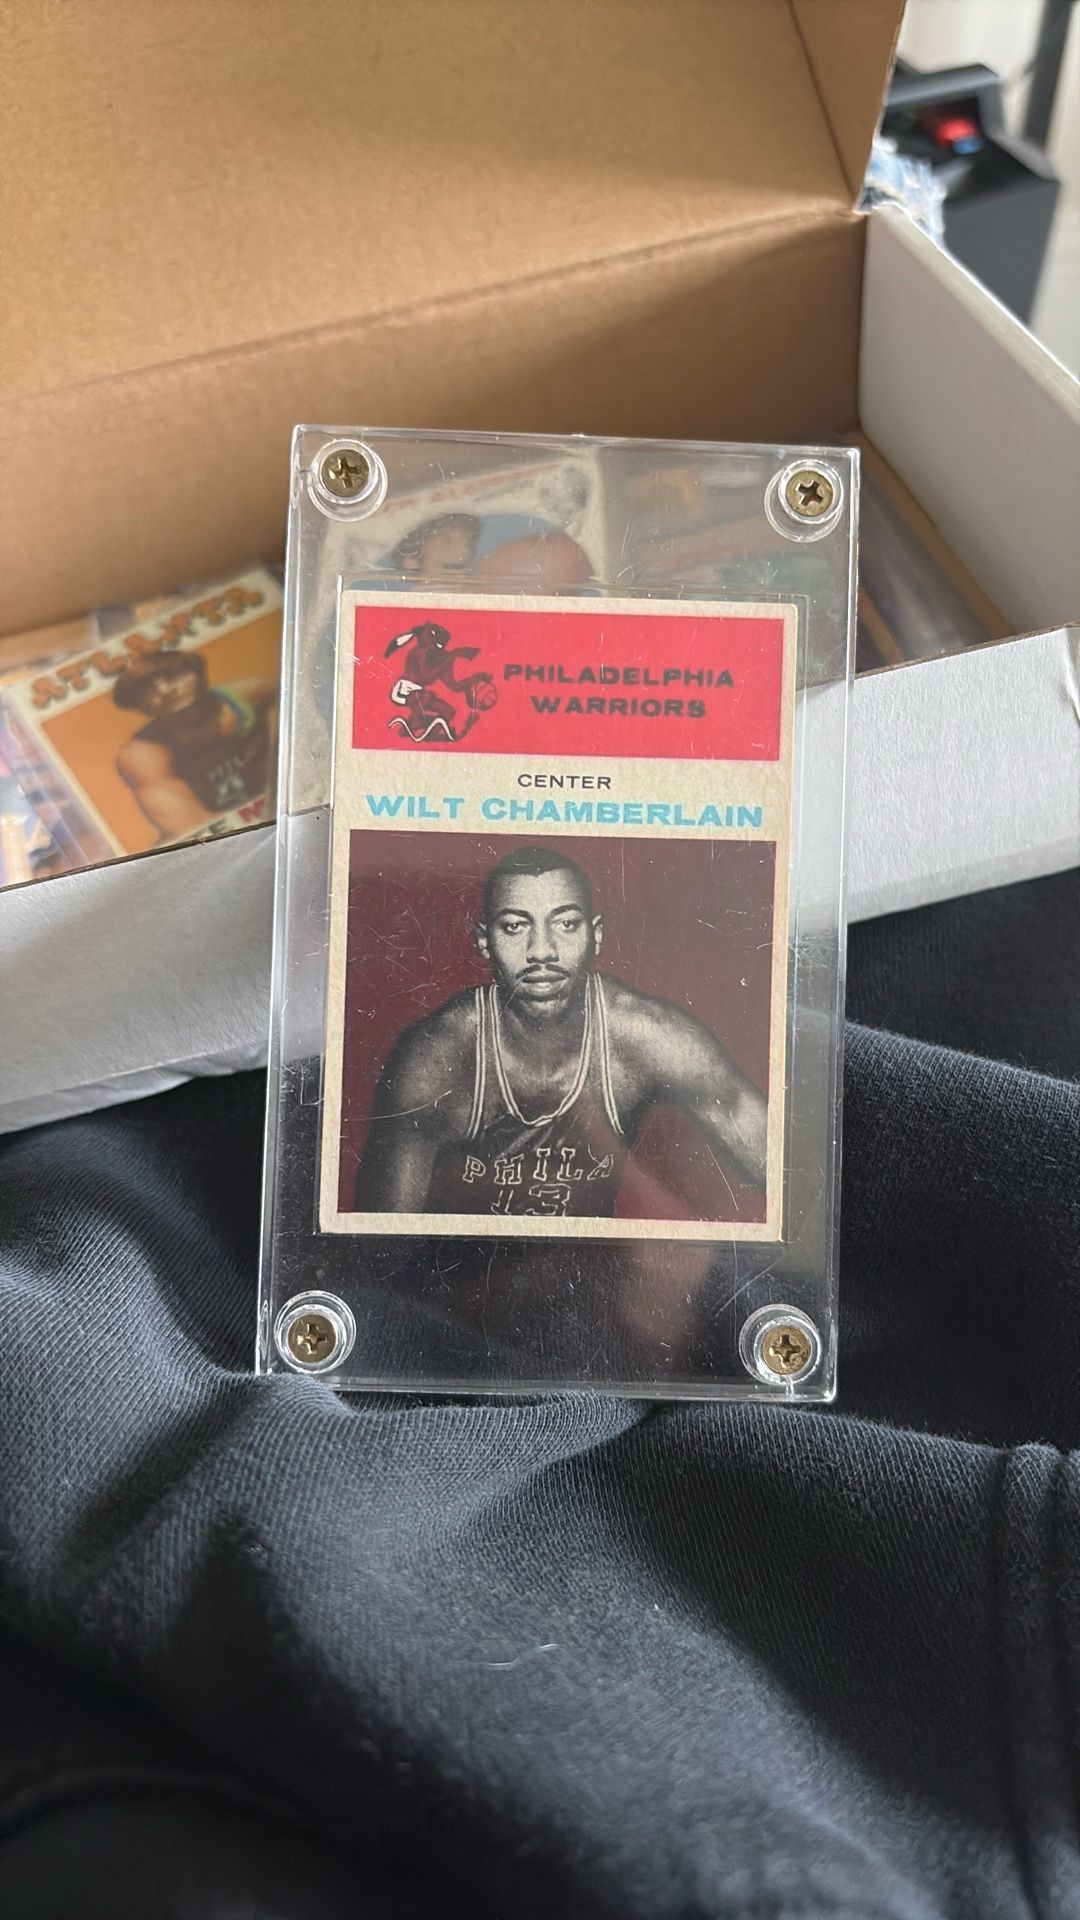 PHILADELPHIA
WARRIORS
CENTER
WILT CHAMBERLAIN
PHILA
13
ATLANTA